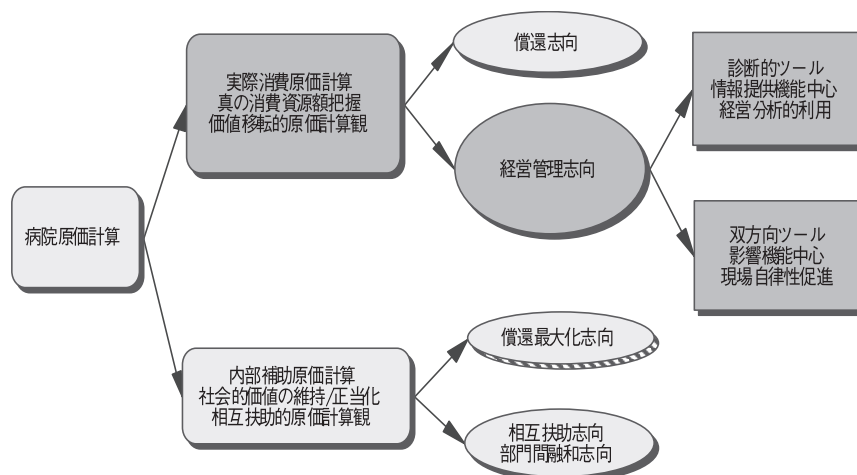 病院原価計算
実際消費原価計算
真の消費資源額把握
価値移転的原価計算観
償還志向
経営管理志向
診断的ツール
情報提供機能中心
経営分析的利用
双方向ツール
影響機能中心
現場自律性促進
内部補助原価計算
社会的価値の維持/正当化
相互扶助的原価計算観
償還最大化志向
相互扶助志向
部門間融和志向